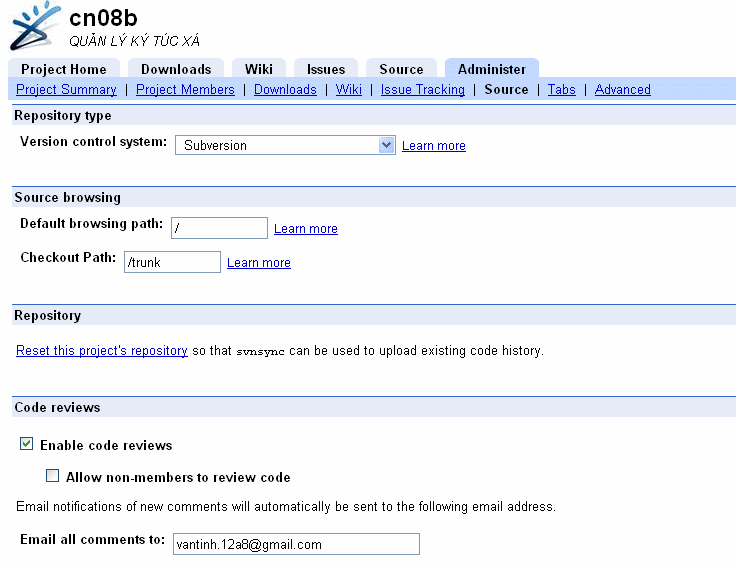 cn08b
QUẢN LÝ KÝ TÚC XÁ
Project Home Downloads Wiki Issues Source Administer
Project Summary | Project Members | Downloads | Wiki | Issue Tracking | Source | Tabs | Advanced
Repository type
Version control system: Subversion Learn more
Source browsing
Default browsing path: / Learn more
Checkout Path: /trunk Learn more
Repository
Reset this project's repository so that svnsync can be used to upload existing code history.
Code reviews
Enable code reviews
Allow non-members to review code
Email notifications of new comments will automatically be sent to the following email address.
Email all comments to: vantinh.12a8@gmail.com